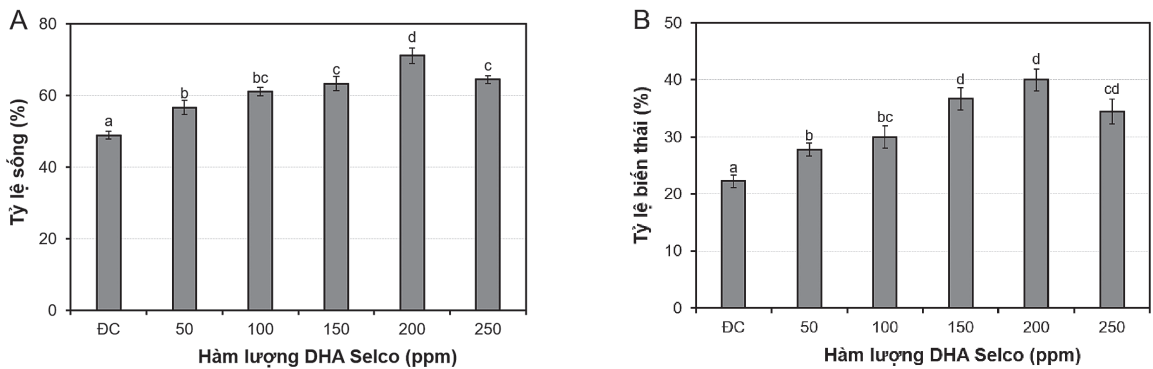 A
Tỷ lệ sống (%)
80
60
40
20
0
a
b
bc
c
d
c
ĐC
50
100
150
200
250
Hàm lượng DHA Selco (ppm)
B
Tỷ lệ biến thái (%)
50
40
30
20
10
0
a
b
bc
d
d
cd
ĐC
50
100
150
200
250
Hàm lượng DHA Selco (ppm)